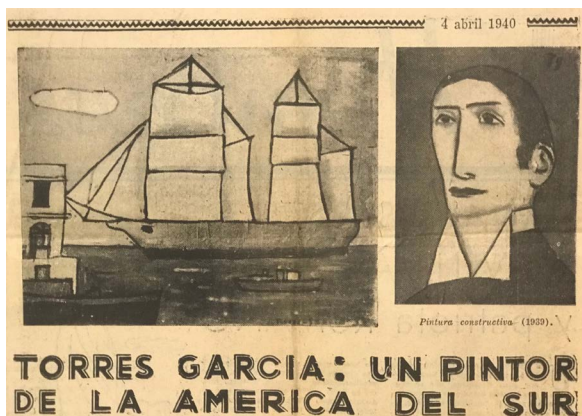 4 abril 1940
Pintura constructiva (1939).
TORRES GARCIA: UN PINTOR
DE LA AMERICA DEL SUR